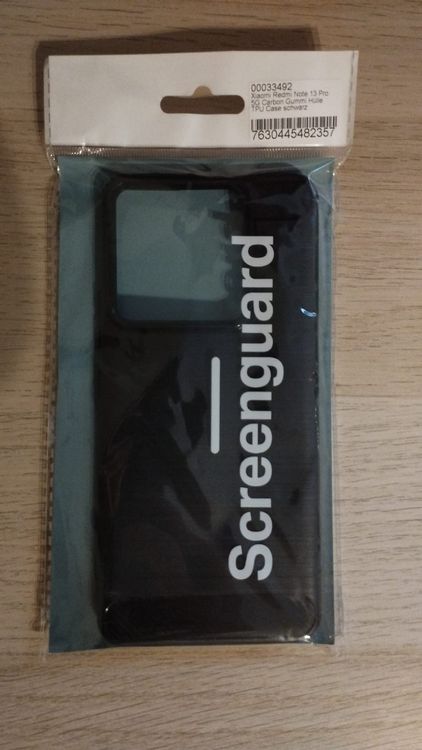 00033492
Xiaomi Redmi Note 13 Pro
5G Carbon Gummi Hülle
TPU Case schwarz
7630445482357
Screenguard